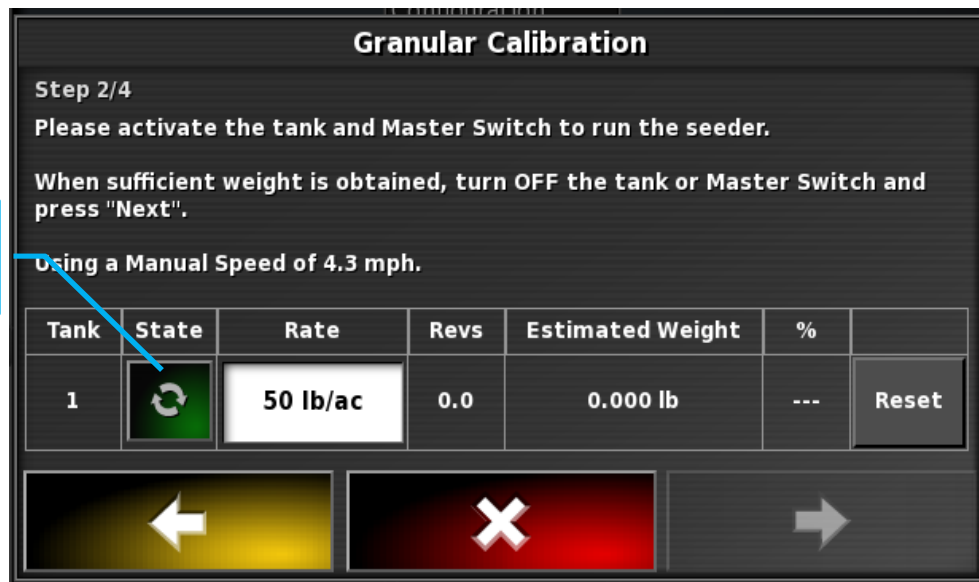 Configuration
Granular Calibration
Step 2/4
Please activate the tank and Master Switch to run the seeder.
When sufficient weight is obtained, turn OFF the tank or Master Switch and
press "Next".
Using a Manual Speed of 4.3 mph.
Tank State Rate Revs Estimated Weight %
1 50 lb/ac 0.0 0.000 lb --- Reset